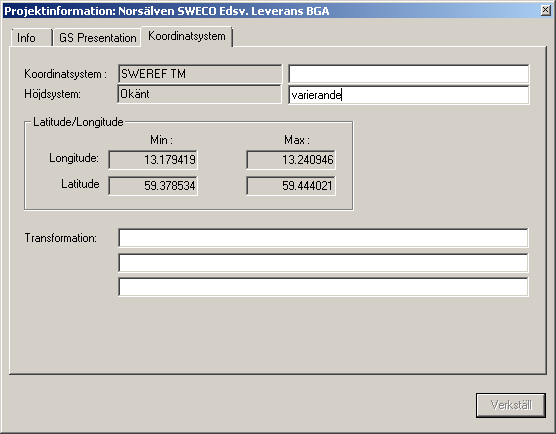 Projektinformation: Norsälven SWECO Edsv. Leverans BGA
Info GS Presentation Koordinatsystem
Koordinatsystem : SWEREF TM
Höjdsystem: Okänt varierande
Latitude/Longitude
Min : Max :
Longitude: 13.179419 13.240946
Latitude 59.378534 59.444021
Transformation:
Verkställ